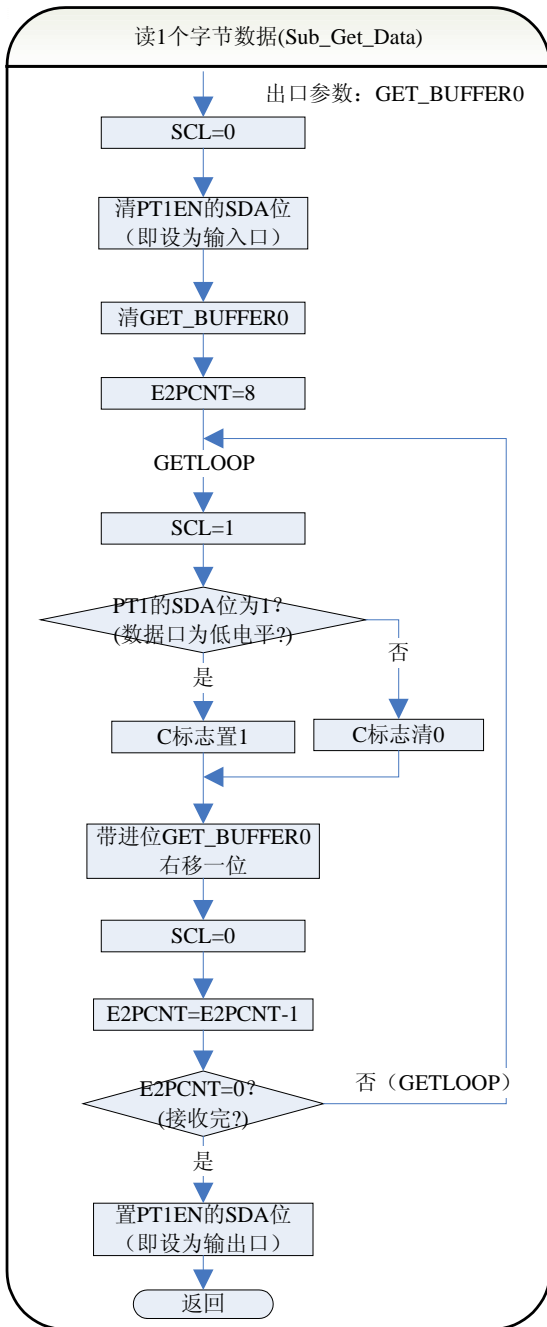 读1个字节数据(Sub_Get_Data)
出口参数：GET_BUFFER0
SCL=0
清PT1EN的SDA位
（即设为输入口）
清GET_BUFFER0
E2PCNT=8
GETLOOP
SCL=1
PT1的SDA位为1?
(数据口为低电平?)
是
否
C标志置1
C标志清0
带进位GET_BUFFER0
右移一位
SCL=0
E2PCNT=E2PCNT-1
E2PCNT=0?
(接收完?)
否（GETLOOP）
是
置PT1EN的SDA位
（即设为输出口）
返回